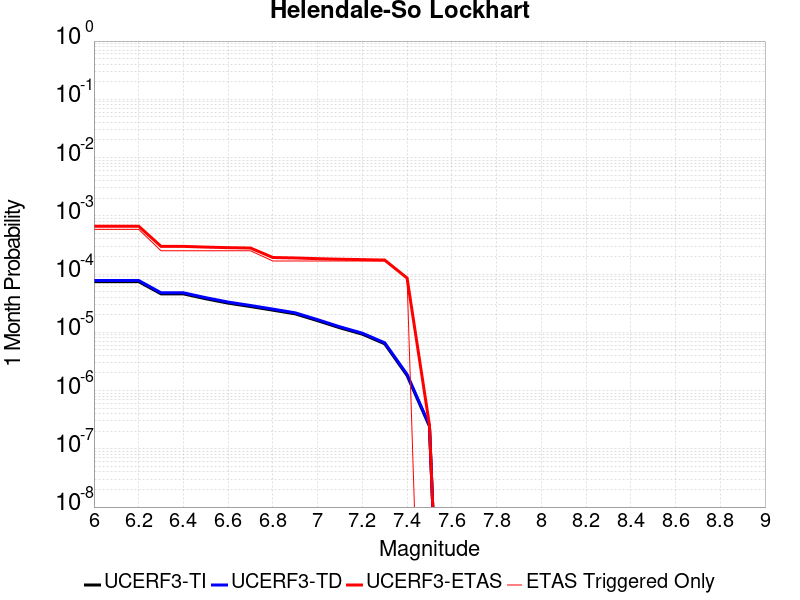 Helendale-So Lockhart
10^0
10^-1
10^-2
10^-3
10^-4
10^-5
10^-6
10^-7
10^-8
1 Month Probability
6 6.2 6.4 6.6 6.8 7 7.2 7.4 7.6 7.8 8 8.2 8.4 8.6 8.8 9
Magnitude
UCERF3-TI UCERF3-TD UCERF3-ETAS ETAS Triggered Only